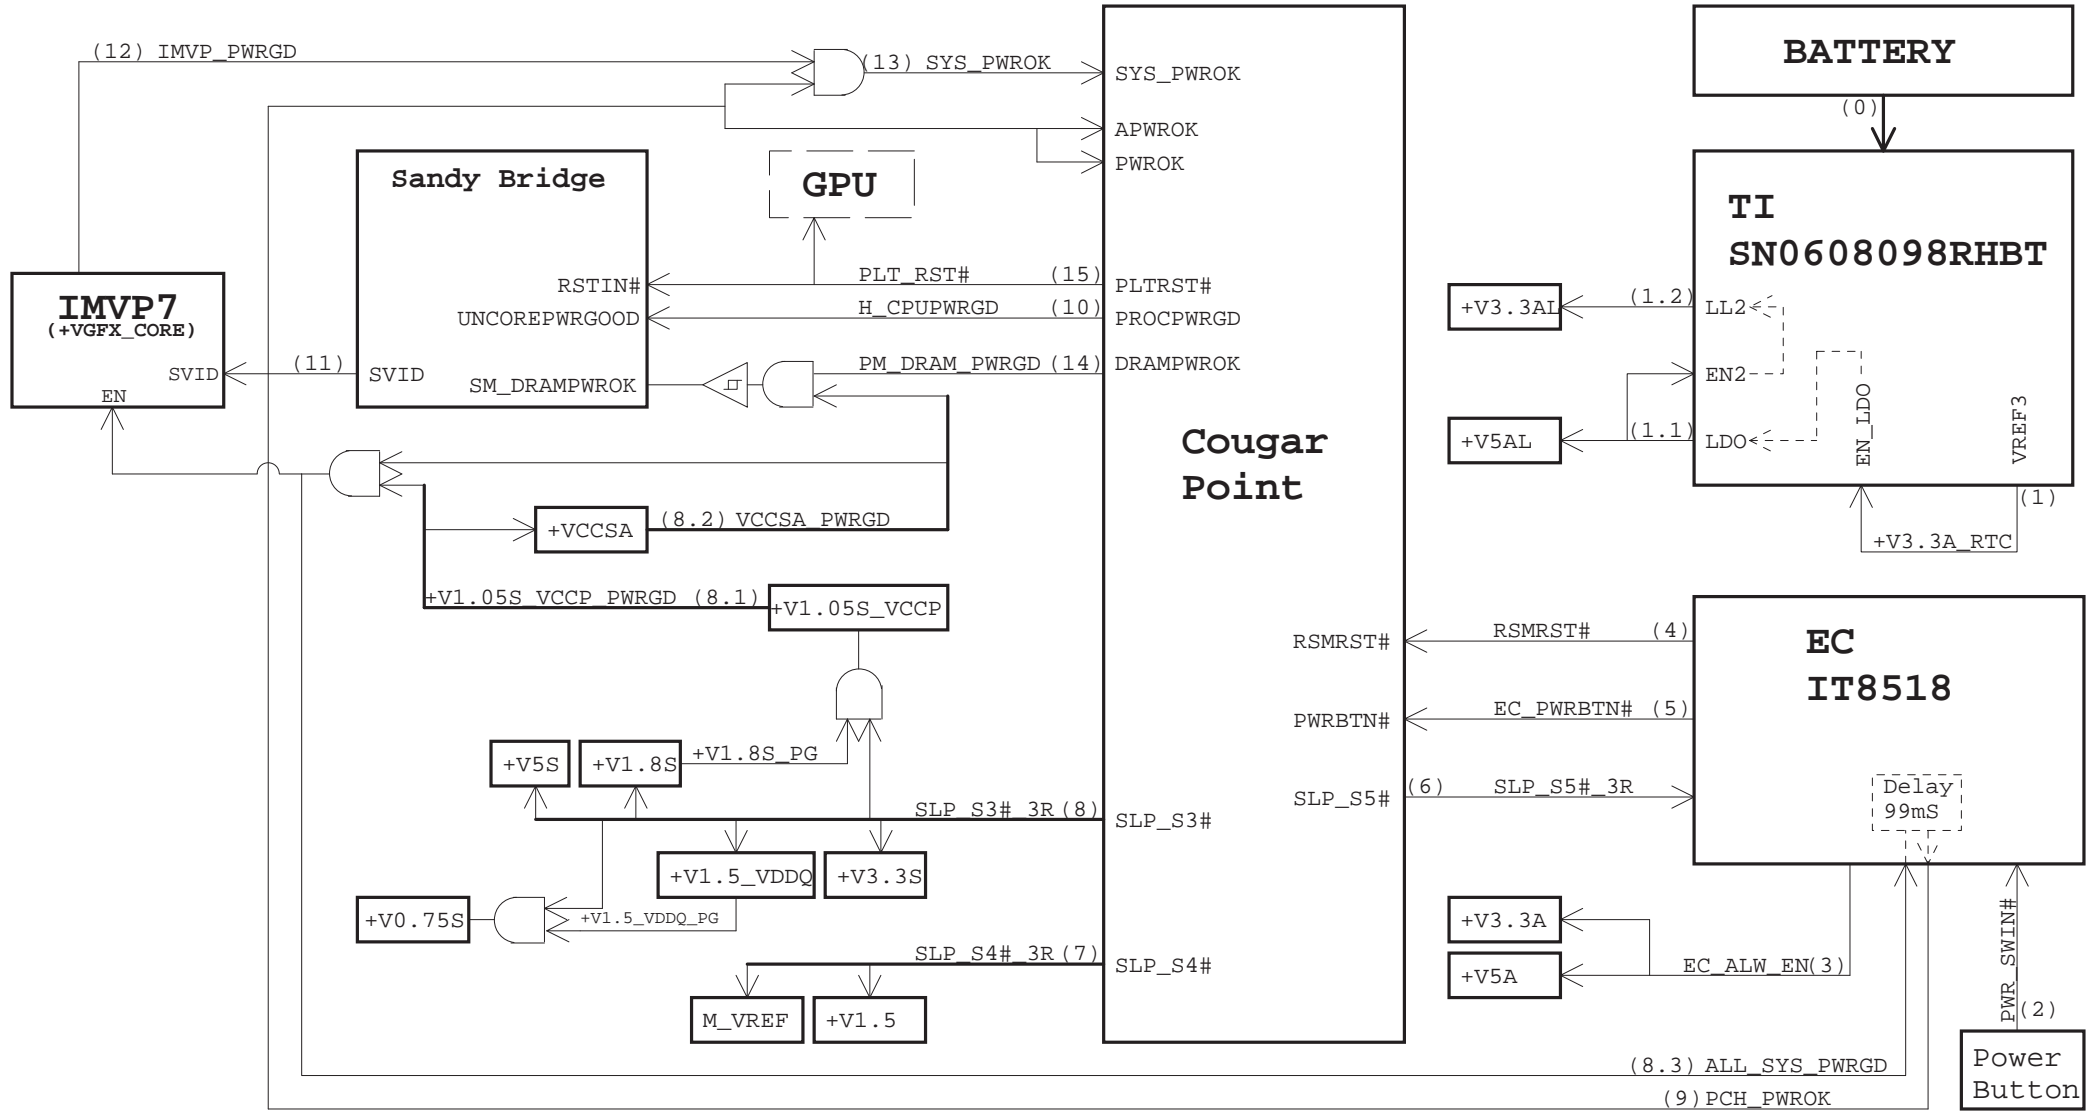 (12) IMVP_PWRGD
(13) SYS_PWROK
SYS_PWROK
APWROK
PWROK
BATTERY
(0)
Sandy Bridge
GPU
TI
SN0608098RHBT
IMVP7
(+VGFX_CORE)
SVID
EN
(11)
SVID
RSTIN#
UNCOREPWRGOOD
SM_DRAMPWROK
PLT_RST# (15)
H_CPUPWRGD (10)
PM_DRAM_PWRGD (14)
PLTRST#
PROCPWRGD
DRAMPWROK
Cougar
Point
+V3.3AL
(1.2)
LL2
EN2
+V5AL
(1.1)
LDO
EN_LDO
VREF3
(1)
+V3.3A_RTC
+VCCSA
(8.2) VCCSA_PWRGD
+V1.05S_VCCP_PWRGD (8.1)
+V1.05S_VCCP
RSMRST#
PWRBTN#
SLP_S5#
RSMRST# (4)
EC_PWRBTN# (5)
(6) SLP_S5#_3R
EC
IT8518
Delay
99mS
+V5S
+V1.8S
+V1.8S_PG
SLP_S3#_3R (8)
SLP_S3#
+V1.5_VDDQ
+V3.3S
+V0.75S
+V1.5_VDDQ_PG
SLP_S4#_3R (7)
SLP_S4#
M_VREF
+V1.5
+V3.3A
+V5A
EC_ALW_EN(3)
PWR_SWIN#
(2)
Power
Button
(8.3) ALL_SYS_PWRGD
(9) PCH_PWROK